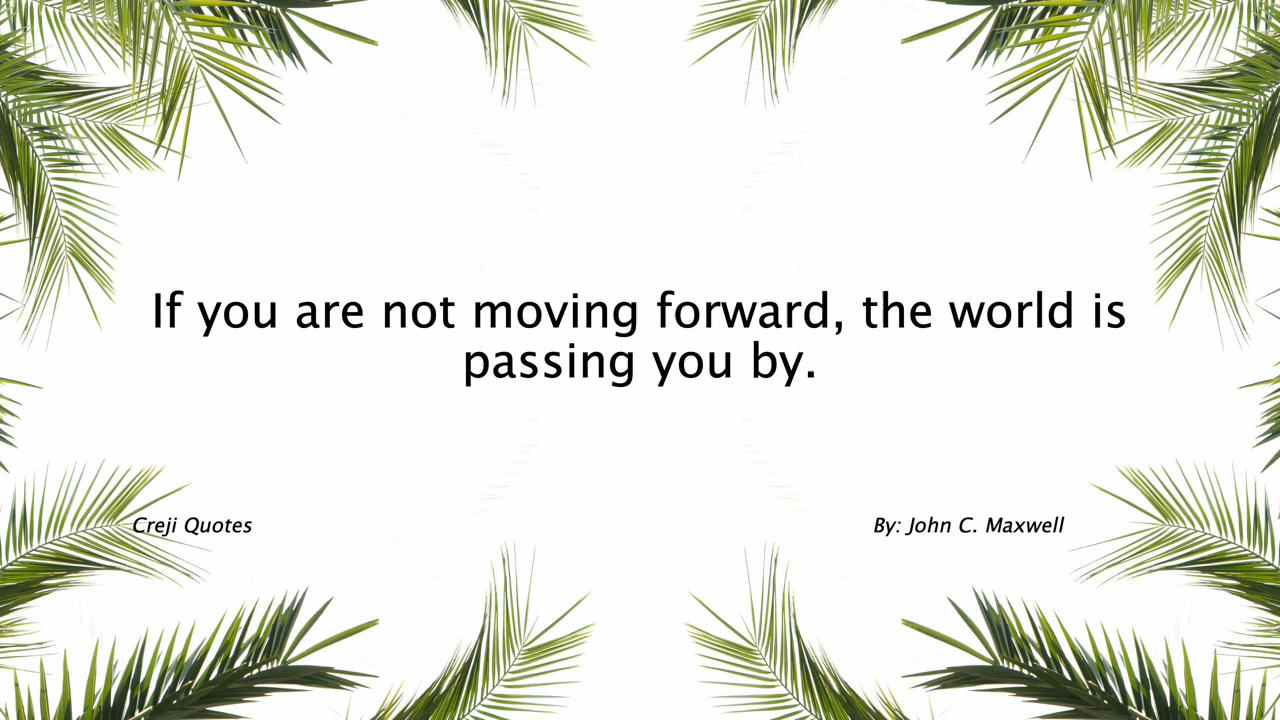 If you are not moving forward, the world is
passing you by.
Creji Quotes
By: John C. Maxwell